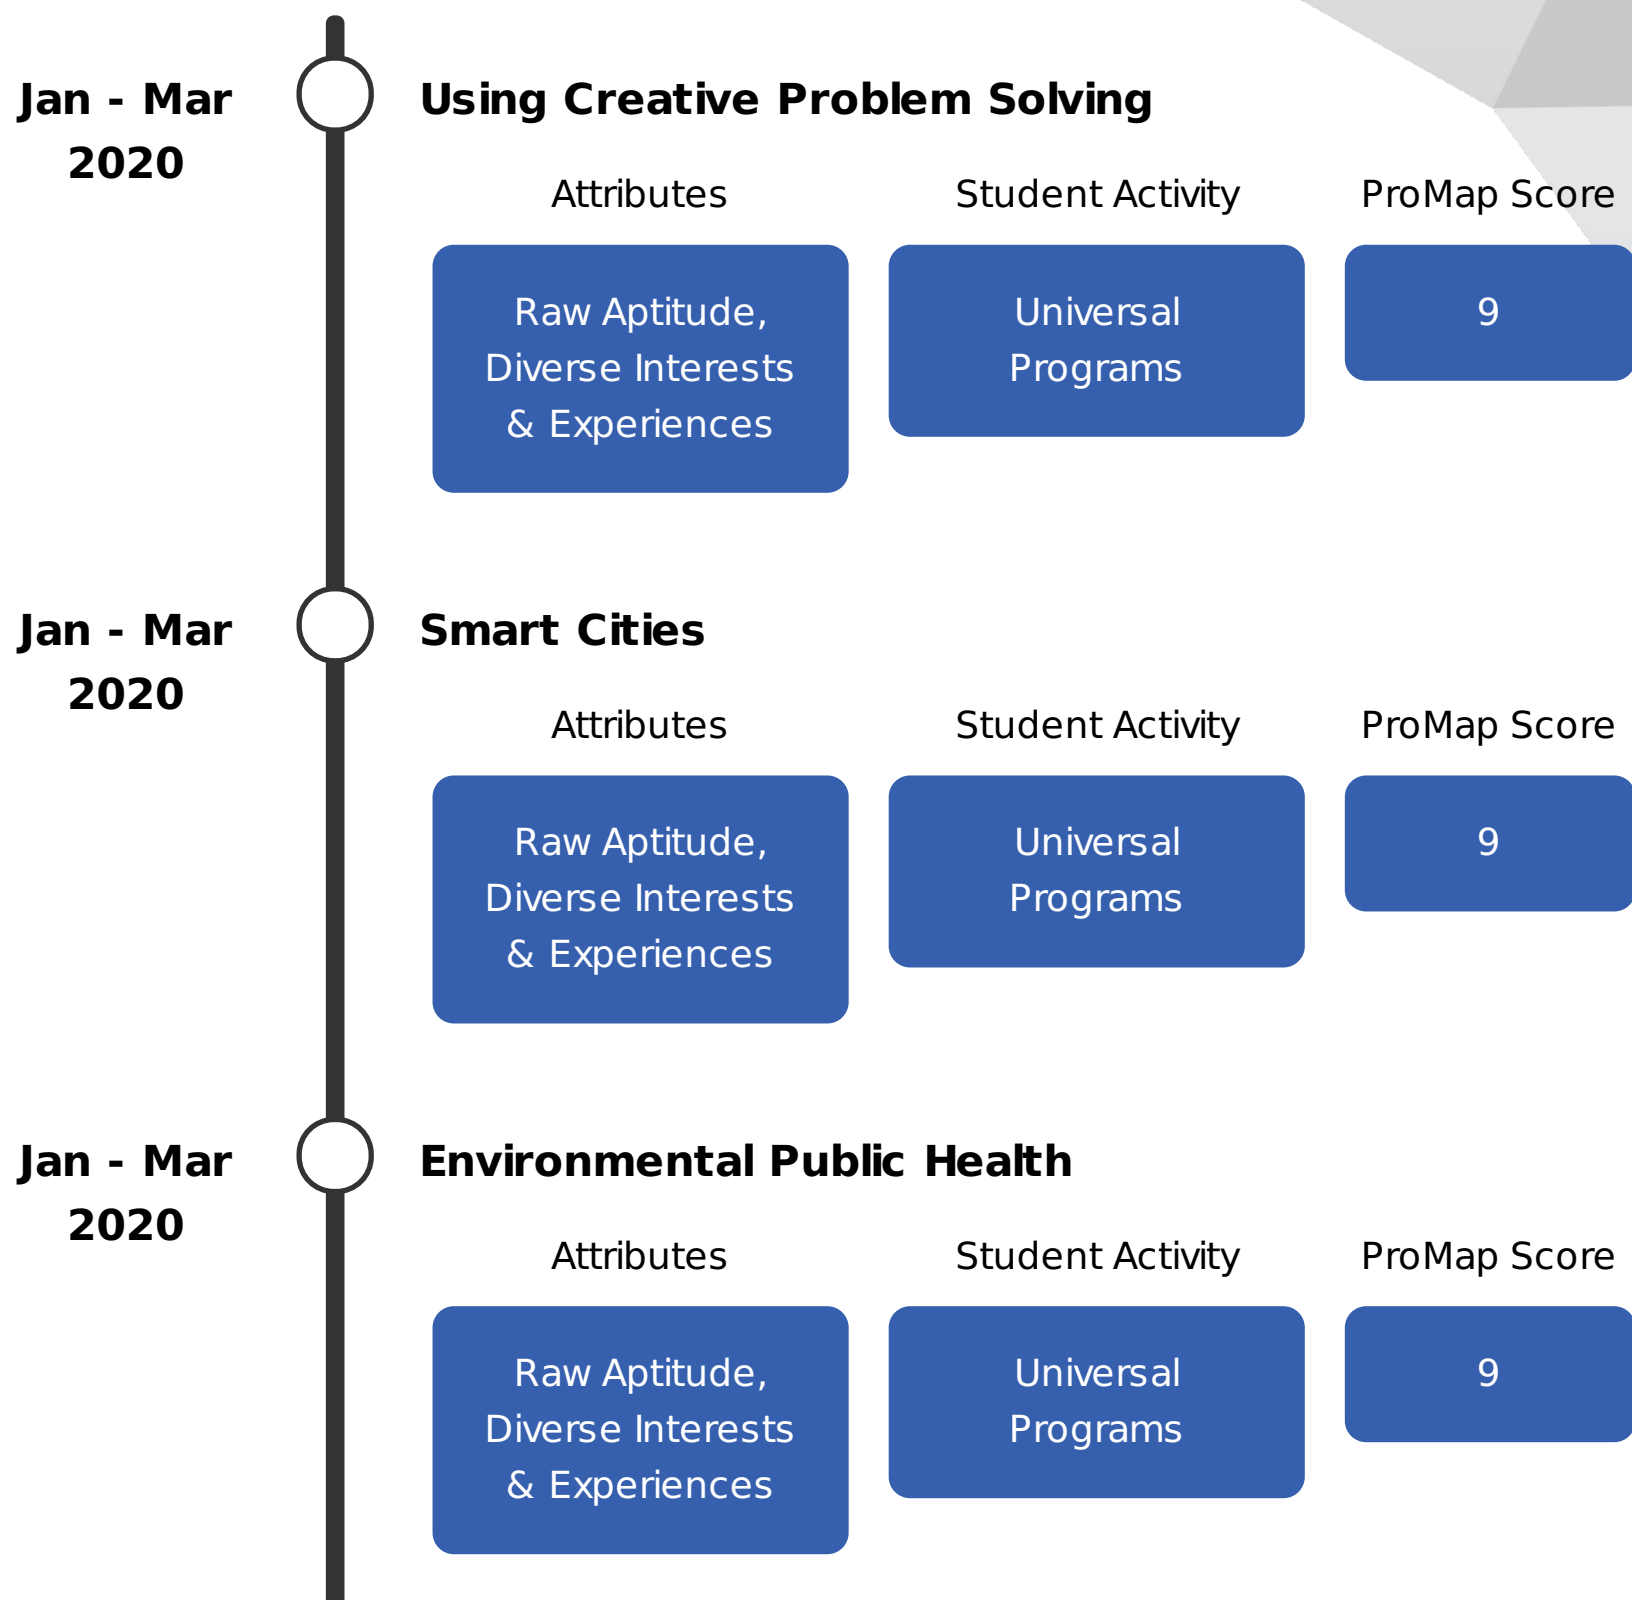 Jan - Mar
2020
Using Creative Problem Solving
Attributes
Student Activity
ProMap Score
Raw Aptitude,
Diverse Interests
& Experiences
Universal
Programs
9
Jan - Mar
2020
Smart Cities
Attributes
Student Activity
ProMap Score
Raw Aptitude,
Diverse Interests
& Experiences
Universal
Programs
9
Jan - Mar
2020
Environmental Public Health
Attributes
Student Activity
ProMap Score
Raw Aptitude,
Diverse Interests
& Experiences
Universal
Programs
9